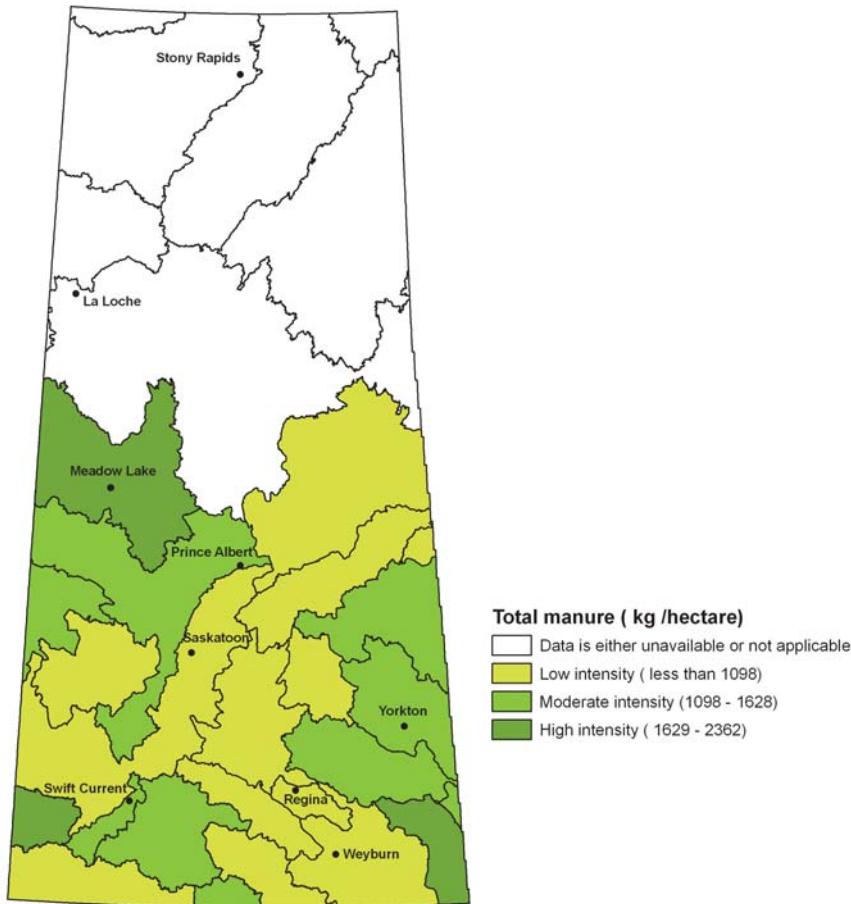 Stony Rapids
La Loche
Meadow Lake
Prince Albert
Saskatoon
Yorkton
Swift Current
Regina
Weyburn
Total manure ( kg /hectare)
Data is either unavailable or not applicable
Low intensity ( less than 1098)
Moderate intensity (1098 - 1628)
High intensity ( 1629 - 2362)